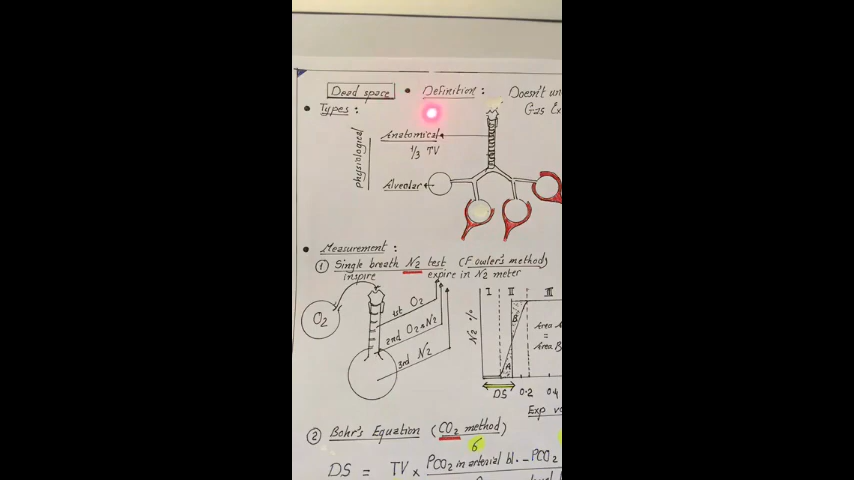 Dead space • Definition : Doesn't un
Gas Ex
• Types :
physiological
Anatomical
1/3 TV
Alveolar
• Measurement :
① Single breath N2 test (Fowler's method)
inspire expire in N2 meter
O2
1st O2
2nd O2 & N2
3rd N2
N2 %
I II III
B
A
Area A
=
Area B
DS 0.2 0.4
Exp vo
② Bohr's Equation (CO2 method)
6
DS = TV × PCO2 in arterial bl. - PCO2